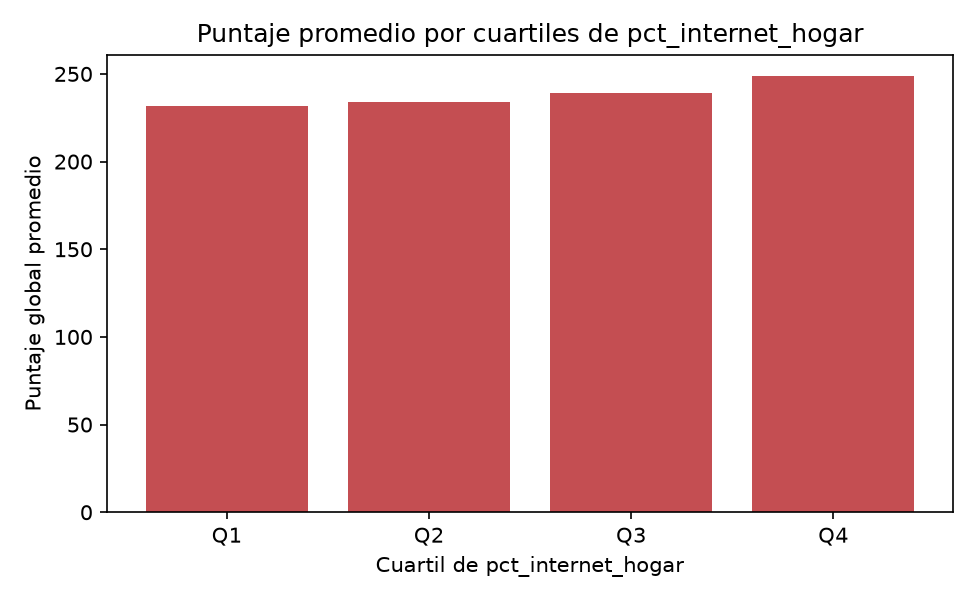 Puntaje promedio por cuartiles de pct_internet_hogar
Puntaje global promedio
250
200
150
100
50
0
Q1 Q2 Q3 Q4
Cuartil de pct_internet_hogar